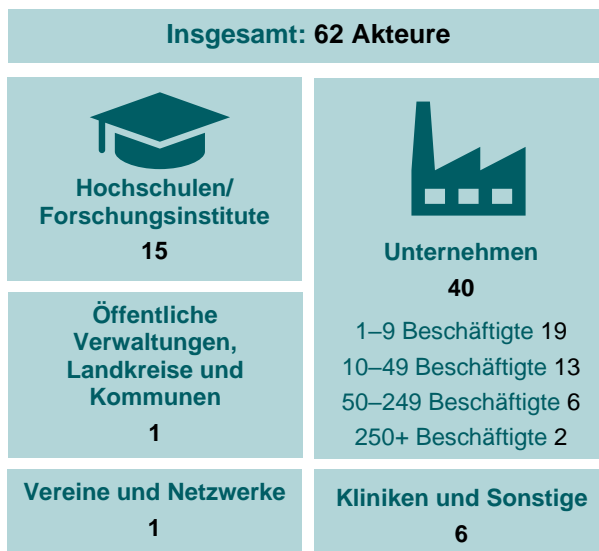 Insgesamt: 62 Akteure
Hochschulen/
Forschungsinstitute
15
Unternehmen
40
1–9 Beschäftigte 19
10–49 Beschäftigte 13
50–249 Beschäftigte 6
250+ Beschäftigte 2
Öffentliche
Verwaltungen,
Landkreise und
Kommunen
1
Vereine und Netzwerke
1
Kliniken und Sonstige
6